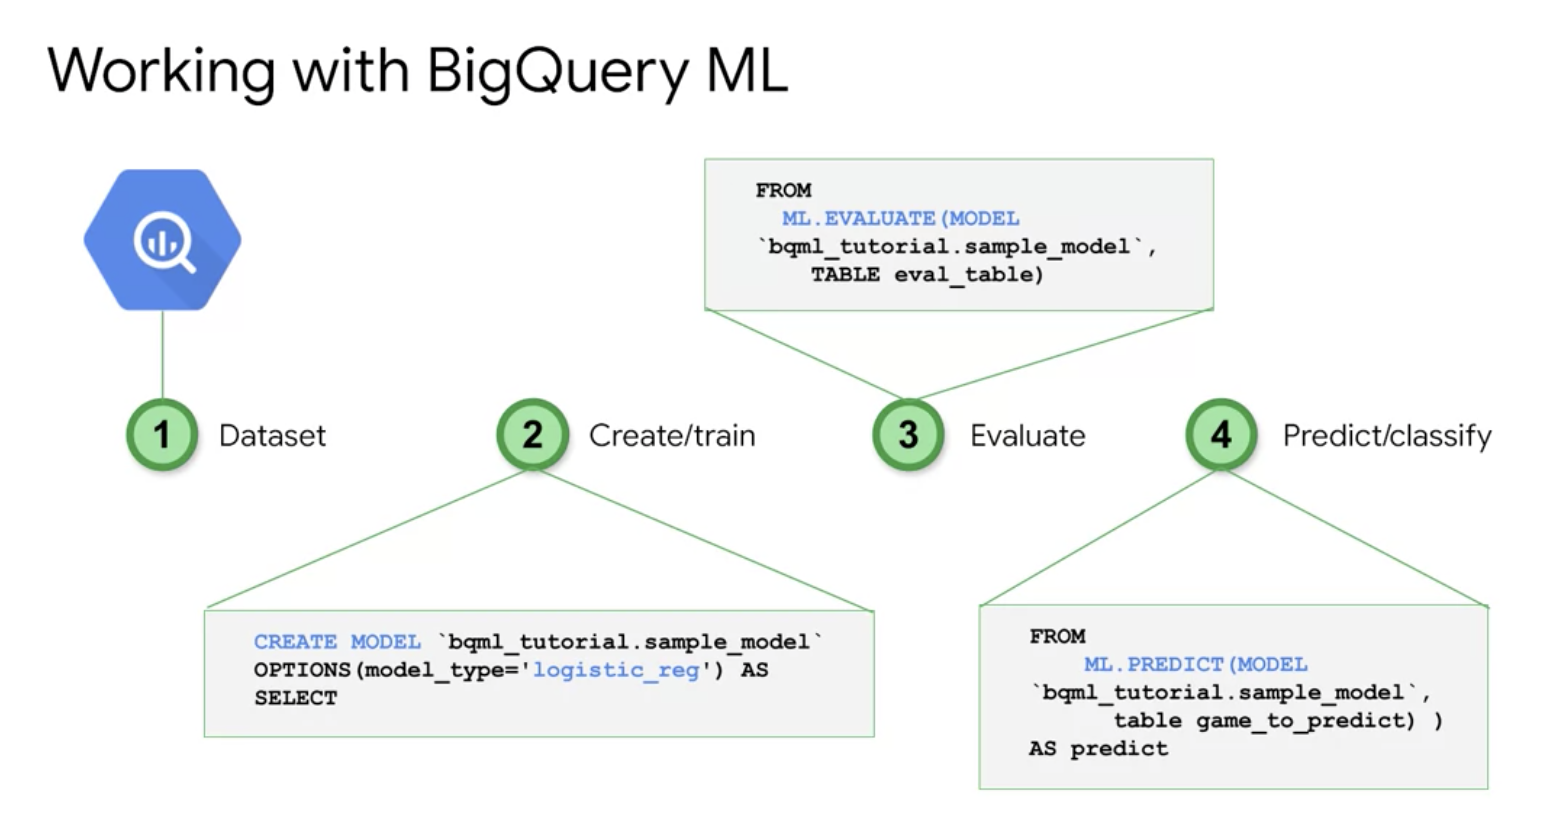 Working with BigQuery ML
FROM
ML.EVALUATE(MODEL
`bqml_tutorial.sample_model`,
TABLE eval_table)
1 Dataset
2 Create/train
3 Evaluate
4 Predict/classify
CREATE MODEL `bqml_tutorial.sample_model`
OPTIONS(model_type='logistic_reg') AS
SELECT
FROM
ML.PREDICT(MODEL
`bqml_tutorial.sample_model`,
table game_to_predict) )
AS predict